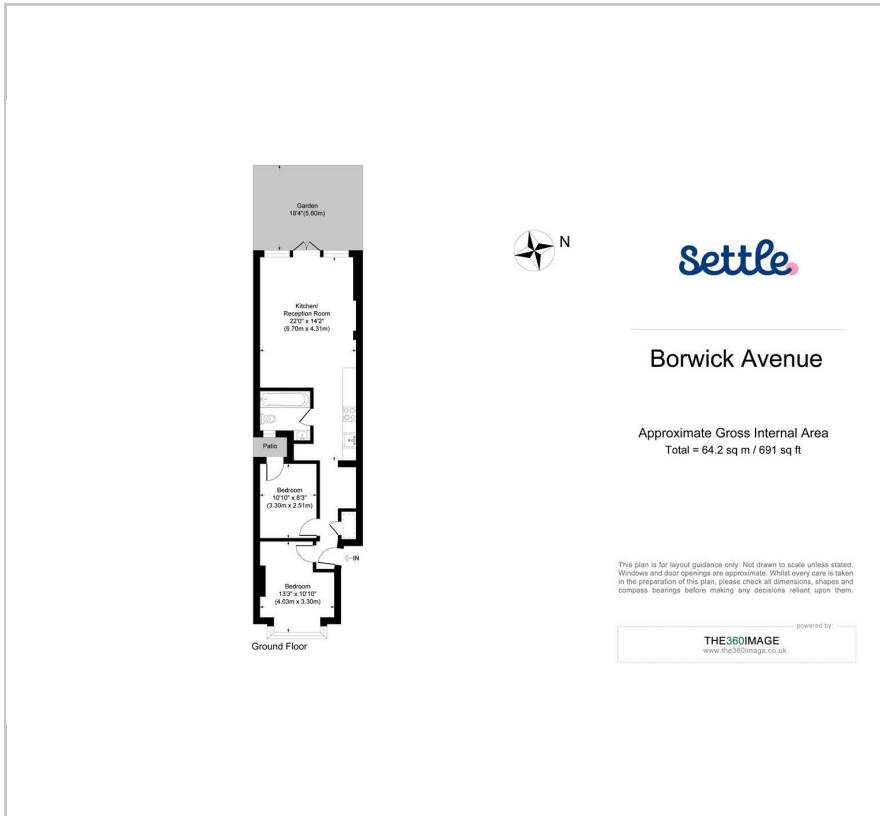 Garden
18'4"(5.60m)
Kitchen/
Reception Room
22'0" x 14'2"
(6.70m x 4.31m)
Patio
Bedroom
10'10" x 8'3"
(3.30m x 2.51m)
IN
Bedroom
13'3" x 10'10"
(4.03m x 3.30m)
Ground Floor
N
Settle
Borwick Avenue
Approximate Gross Internal Area
Total = 64.2 sq m / 691 sq ft
This plan is for layout guidance only. Not drawn to scale unless stated.
Windows and door openings are approximate. Whilst every care is taken
in the preparation of this plan, please check all dimensions, shapes and
compass bearings before making any decisions reliant upon them.
powered by:
THE360IMAGE
www.the360image.co.uk